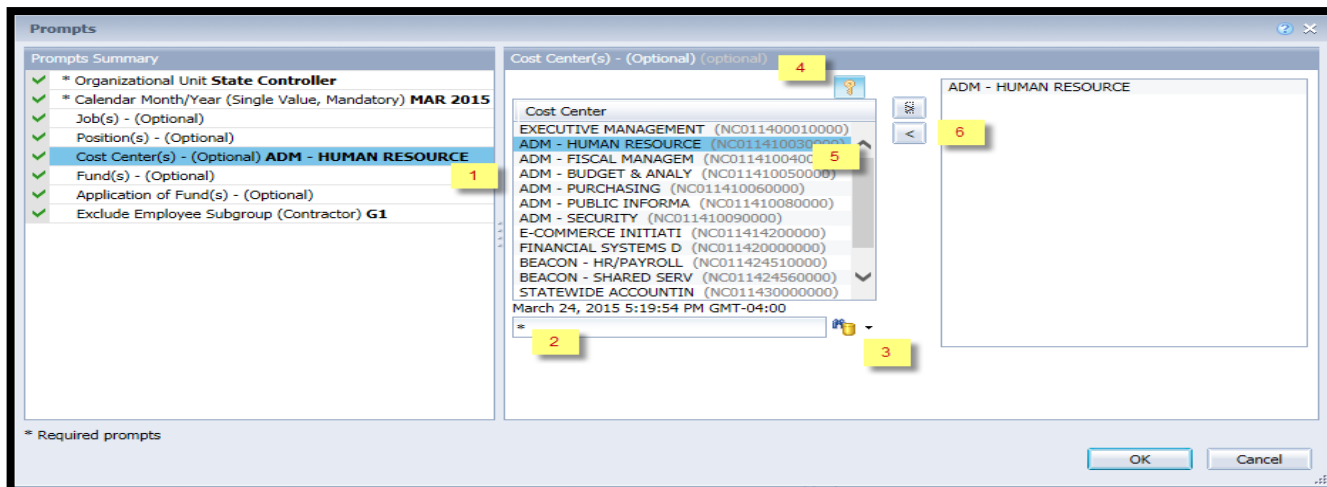 Prompts
Prompts Summary
* Organizational Unit State Controller
* Calendar Month/Year (Single Value, Mandatory) MAR 2015
Job(s) - (Optional)
Position(s) - (Optional)
Cost Center(s) - (Optional) ADM - HUMAN RESOURCE
1
Fund(s) - (Optional)
Application of Fund(s) - (Optional)
Exclude Employee Subgroup (Contractor) G1
Cost Center(s) - (Optional) (optional)
4
Cost Center
EXECUTIVE MANAGEMENT (NC011400010000)
ADM - HUMAN RESOURCE (NC011410030000)
5
ADM - FISCAL MANAGEM (NC01141004000
ADM - BUDGET & ANALY (NC011410050000)
ADM - PURCHASING (NC011410060000)
ADM - PUBLIC INFORMA (NC011410080000)
ADM - SECURITY (NC011410090000)
E-COMMERCE INITIATI (NC011414200000)
FINANCIAL SYSTEMS D (NC011420000000)
BEACON - HR/PAYROLL (NC011424510000)
BEACON - SHARED SERV (NC011424560000)
STATEWIDE ACCOUNTIN (NC011430000000)
March 24, 2015 5:19:54 PM GMT-04:00
*
2
3
<
6
ADM - HUMAN RESOURCE
* Required prompts
OK
Cancel